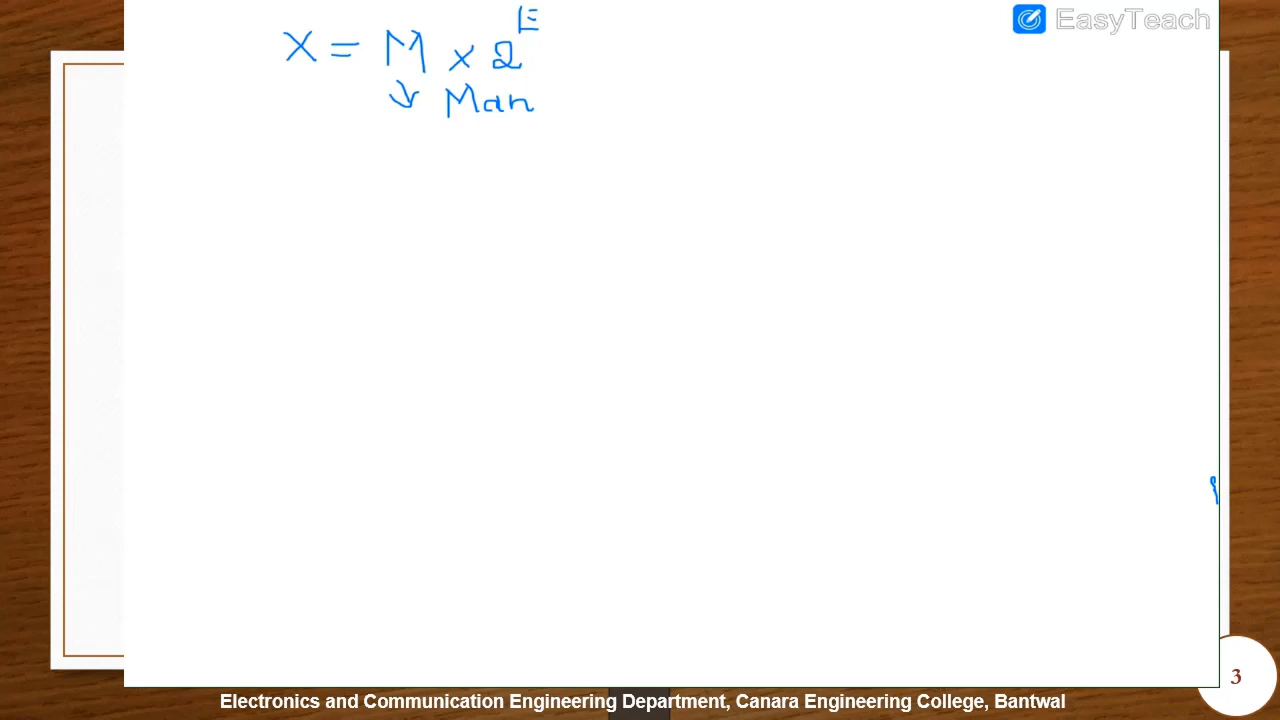 EasyTeach
X = M × 2^E
↓ Man
3
Electronics and Communication Engineering Department, Canara Engineering College, Bantwal